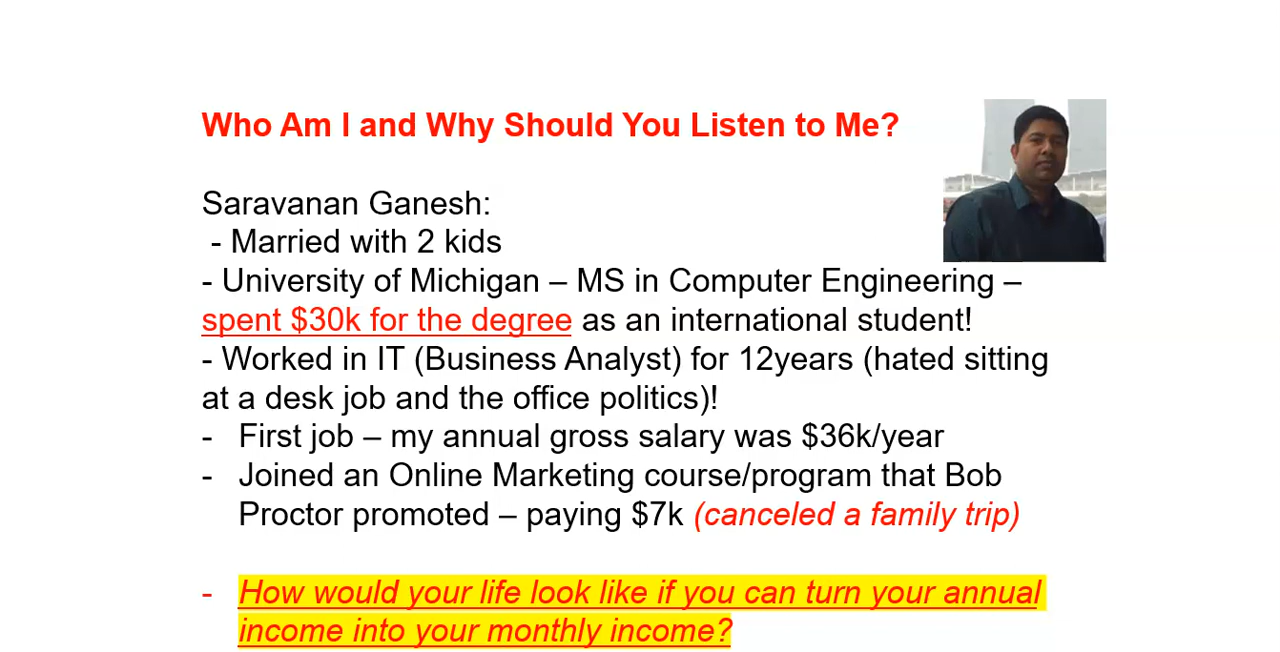 Who Am I and Why Should You Listen to Me?
Saravanan Ganesh:
- Married with 2 kids
- University of Michigan – MS in Computer Engineering –
spent $30k for the degree as an international student!
- Worked in IT (Business Analyst) for 12years (hated sitting
at a desk job and the office politics)!
- First job – my annual gross salary was $36k/year
- Joined an Online Marketing course/program that Bob
Proctor promoted – paying $7k (canceled a family trip)
- How would your life look like if you can turn your annual
income into your monthly income?